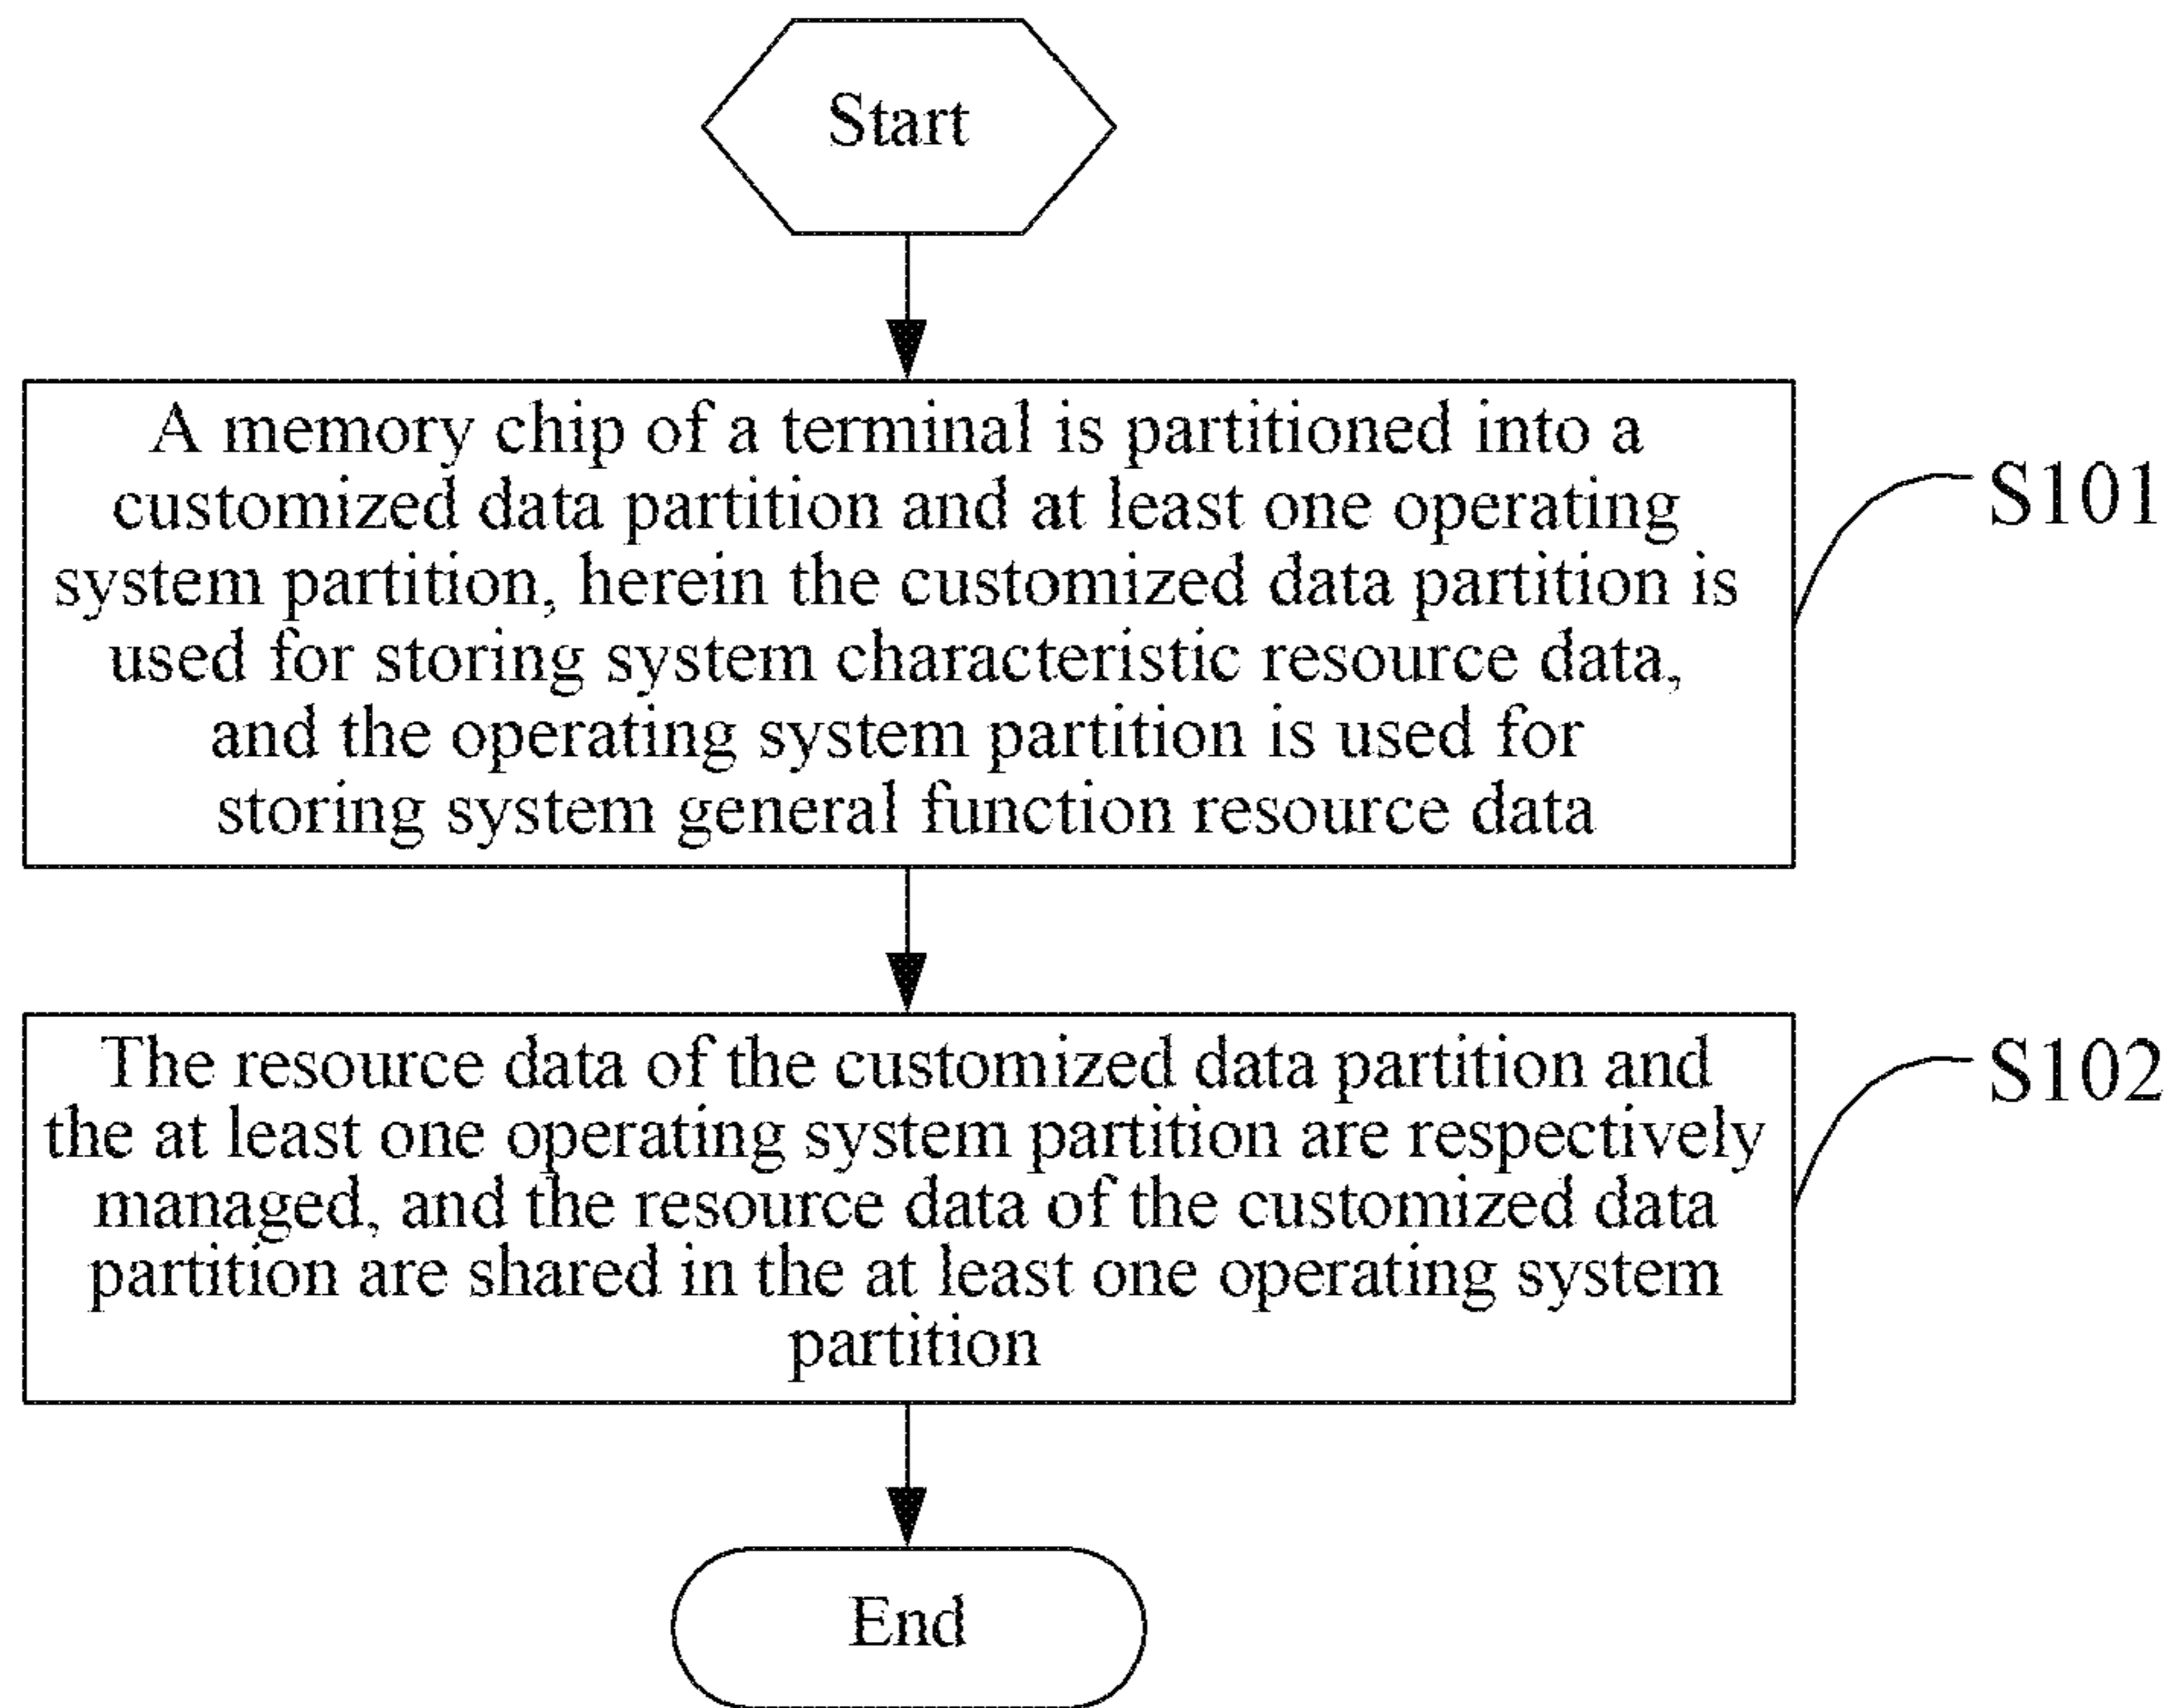 Start
A memory chip of a terminal is partitioned into a
customized data partition and at least one operating
system partition, herein the customized data partition is
used for storing system characteristic resource data,
and the operating system partition is used for
storing system general function resource data
S101
The resource data of the customized data partition and
the at least one operating system partition are respectively
managed, and the resource data of the customized data
partition are shared in the at least one operating system
partition
S102
End